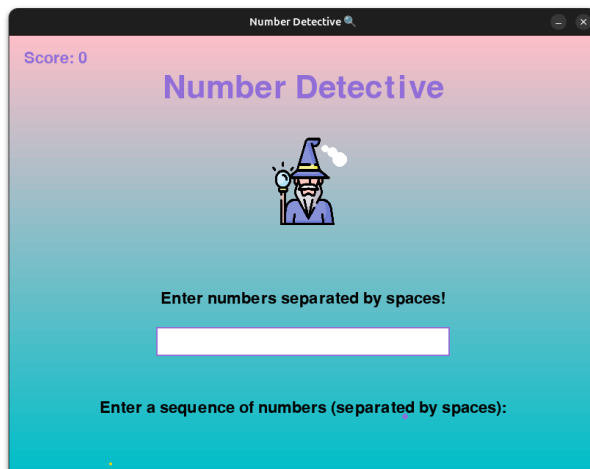 Number Detective 🔍
Score: 0
Number Detective
Enter numbers separated by spaces!
Enter a sequence of numbers (separated by spaces):